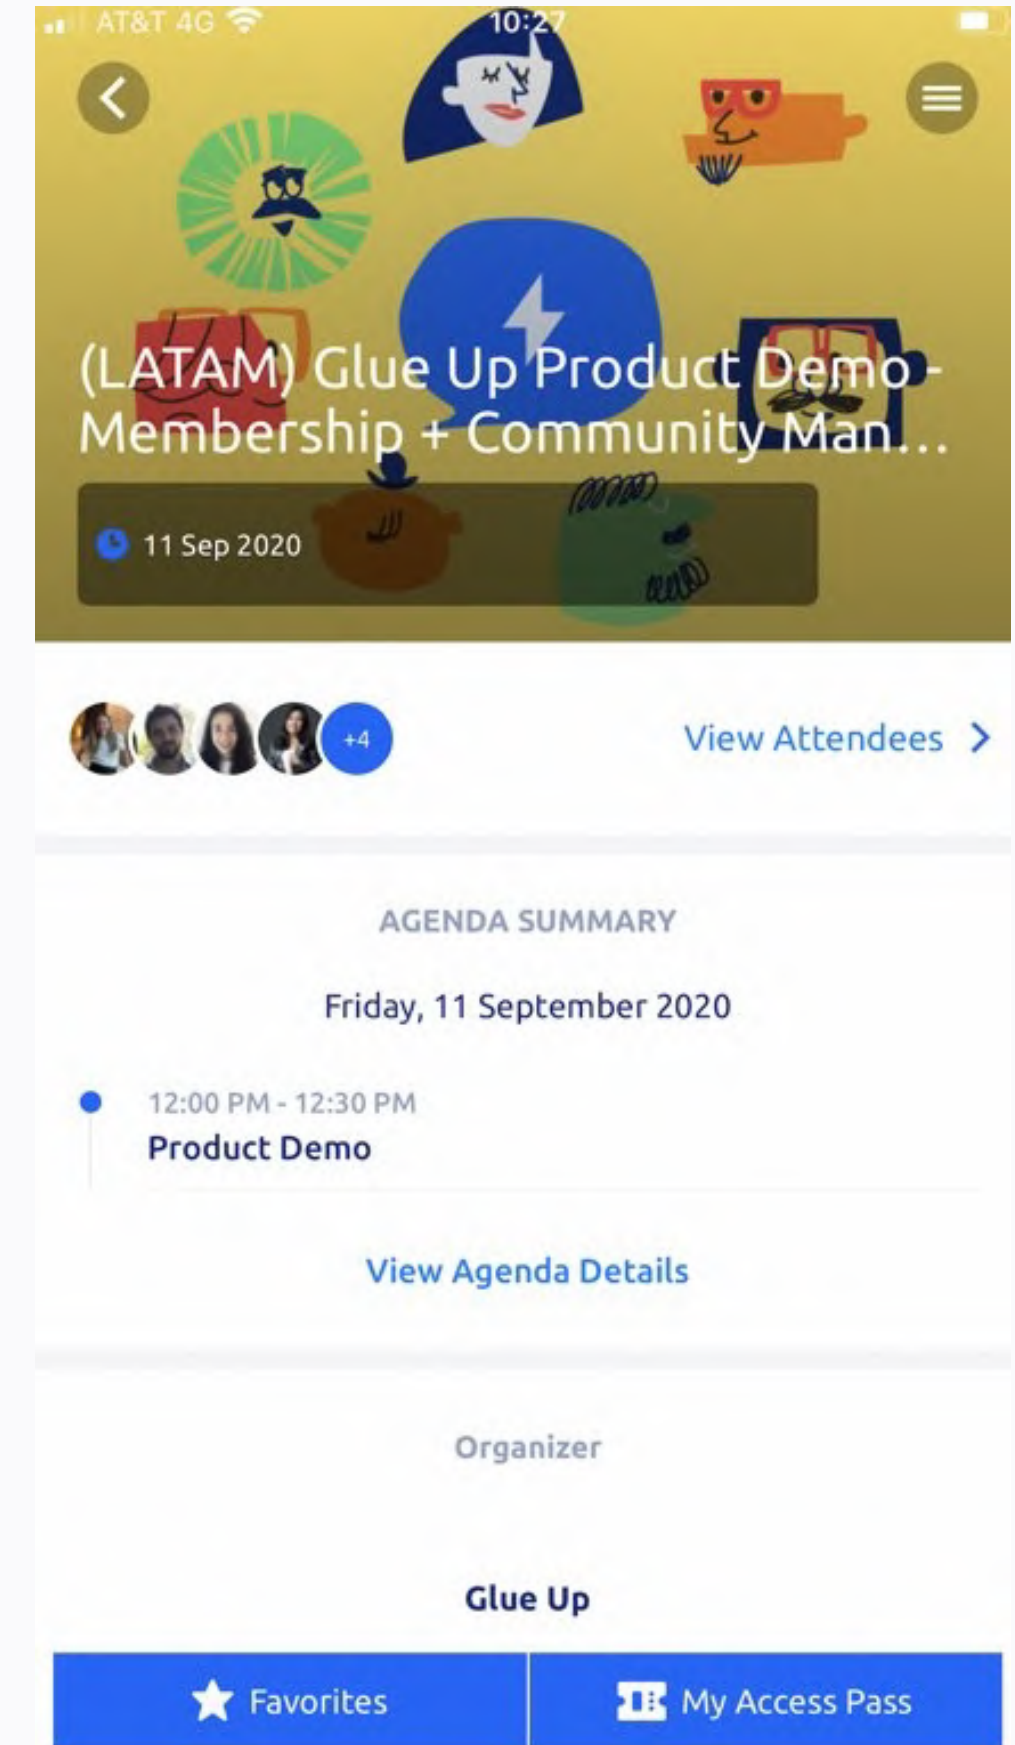 AT&T 4G
10:27
(LATAM) Glue Up Product Demo -
Membership + Community Man...
11 Sep 2020
+4
View Attendees
AGENDA SUMMARY
Friday, 11 September 2020
12:00 PM - 12:30 PM
Product Demo
View Agenda Details
Organizer
Glue Up
Favorites
My Access Pass